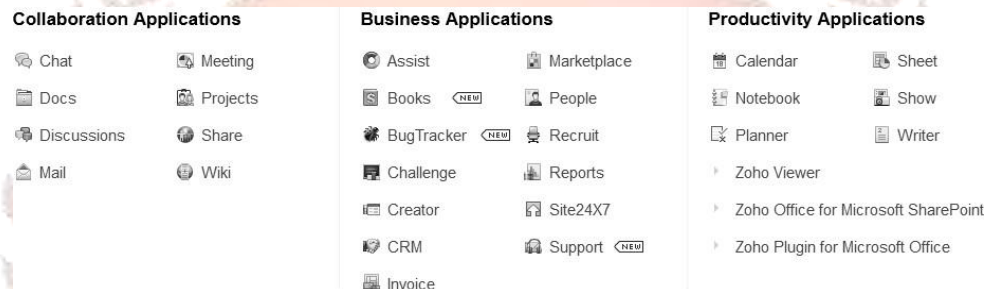 Collaboration Applications
Chat
Meeting
Docs
Projects
Discussions
Share
Mail
Wiki
Business Applications
Assist
Marketplace
Books NEW
People
BugTracker NEW
Recruit
Challenge
Reports
Creator
Site24X7
CRM
Support NEW
Invoice
Productivity Applications
Calendar
Sheet
Notebook
Show
Planner
Writer
Zoho Viewer
Zoho Office for Microsoft SharePoint
Zoho Plugin for Microsoft Office